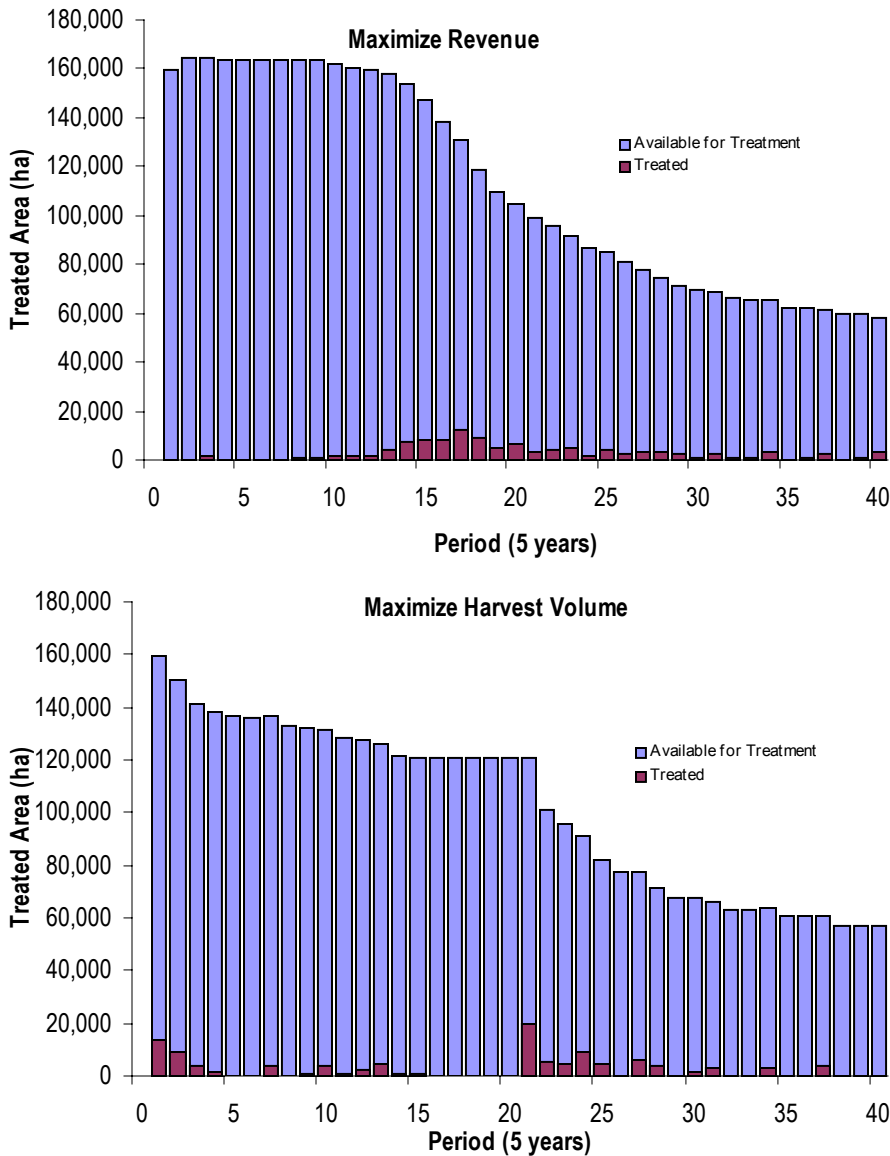 Maximize Revenue
180,000
160,000
140,000
120,000
100,000
80,000
60,000
40,000
20,000
0
Treated Area (ha)
Available for Treatment
Treated
0 5 10 15 20 25 30 35 40
Period (5 years)
Maximize Harvest Volume
180,000
160,000
140,000
120,000
100,000
80,000
60,000
40,000
20,000
0
Treated Area (ha)
Available for Treatment
Treated
0 5 10 15 20 25 30 35 40
Period (5 years)